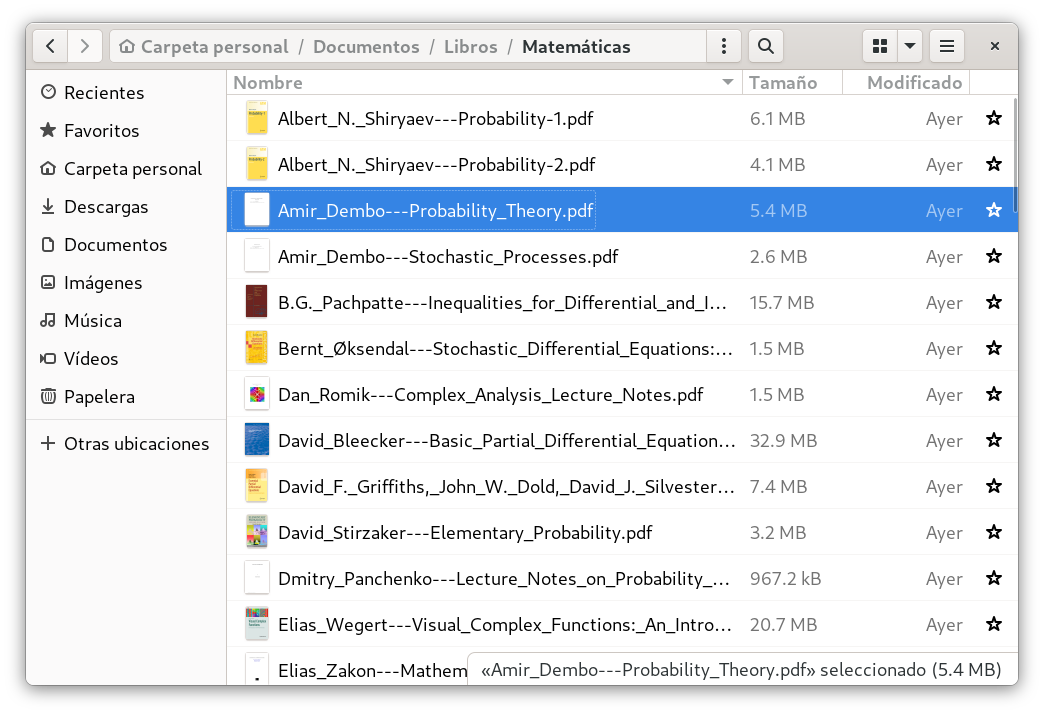 Carpeta personal / Documentos / Libros / Matemáticas
Nombre Tamaño Modificado
Recientes
Favoritos
Carpeta personal
Descargas
Documentos
Imágenes
Música
Vídeos
Papelera
Otras ubicaciones
Albert_N._Shiryaev---Probability-1.pdf 6.1 MB Ayer
Albert_N._Shiryaev---Probability-2.pdf 4.1 MB Ayer
Amir_Dembo---Probability_Theory.pdf 5.4 MB Ayer
Amir_Dembo---Stochastic_Processes.pdf 2.6 MB Ayer
B.G._Pachpatte---Inequalities_for_Differential_and_I... 15.7 MB Ayer
Bernt_Øksendal---Stochastic_Differential_Equations:... 1.5 MB Ayer
Dan_Romik---Complex_Analysis_Lecture_Notes.pdf 1.5 MB Ayer
David_Bleecker---Basic_Partial_Differential_Equation... 32.9 MB Ayer
David_F._Griffiths,_John_W._Dold,_David_J._Silvester... 7.4 MB Ayer
David_Stirzaker---Elementary_Probability.pdf 3.2 MB Ayer
Dmitry_Panchenko---Lecture_Notes_on_Probability_... 967.2 kB Ayer
Elias_Wegert---Visual_Complex_Functions:_An_Intro... 20.7 MB Ayer
Elias_Zakon---Mathem
«Amir_Dembo---Probability_Theory.pdf» seleccionado (5.4 MB)